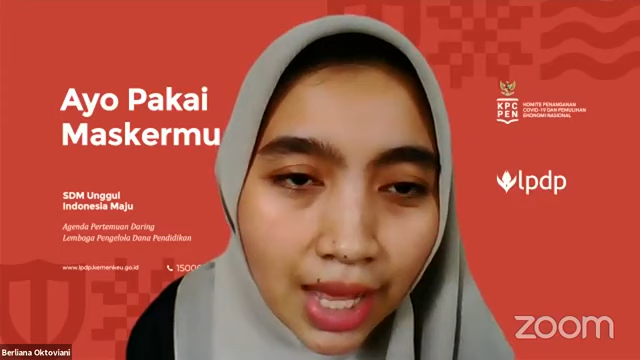 Ayo Pakai
Maskermu
SDM Unggul
Indonesia Maju
Agenda Pertemuan Daring
Lembaga Pengelola Dana Pendidikan
www.lpdp.kemenkeu.go.id
1500
KPC
PEN
KOMITE PENANGANAN
COVID-19 DAN PEMULIHAN
EKONOMI NASIONAL
lpdp
zoom
Berliana Oktoviani